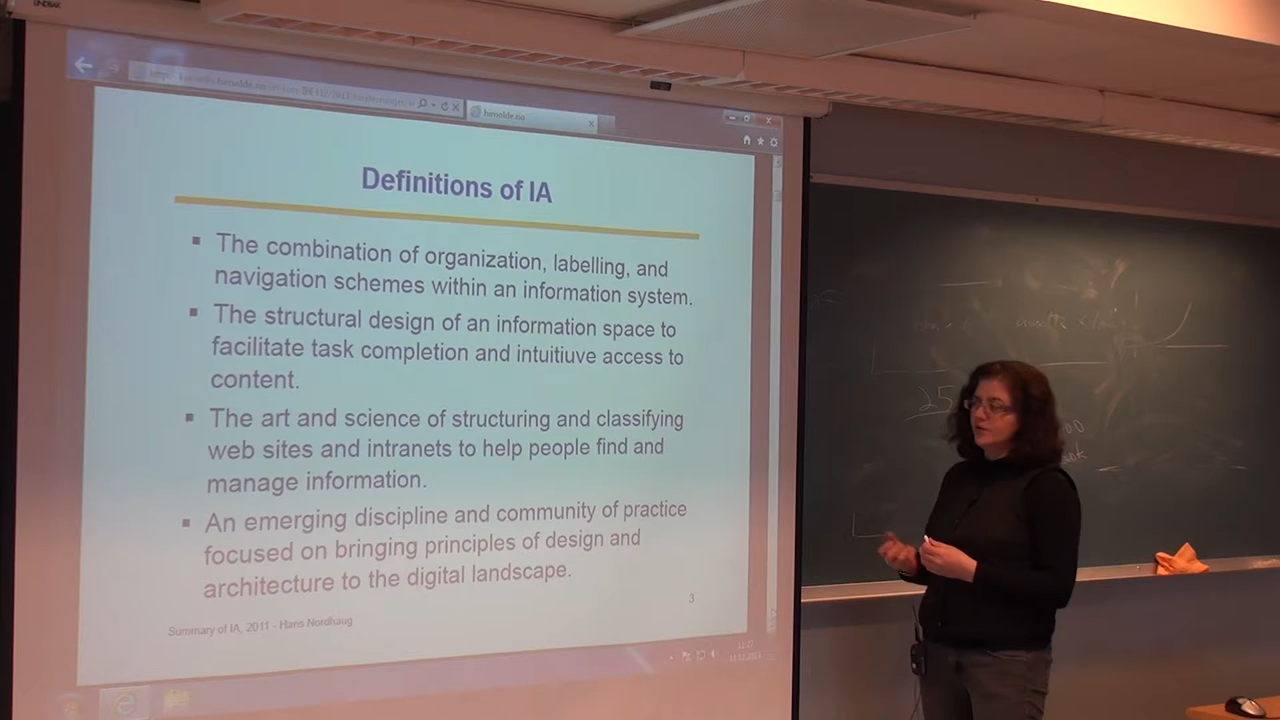 himolde.no
Definitions of IA
▪ The combination of organization, labelling, and
navigation schemes within an information system.
▪ The structural design of an information space to
facilitate task completion and intuitiuve access to
content.
▪ The art and science of structuring and classifying
web sites and intranets to help people find and
manage information.
▪ An emerging discipline and community of practice
focused on bringing principles of design and
architecture to the digital landscape.
3
Summary of IA, 2011 - Hans Nordhaug
25